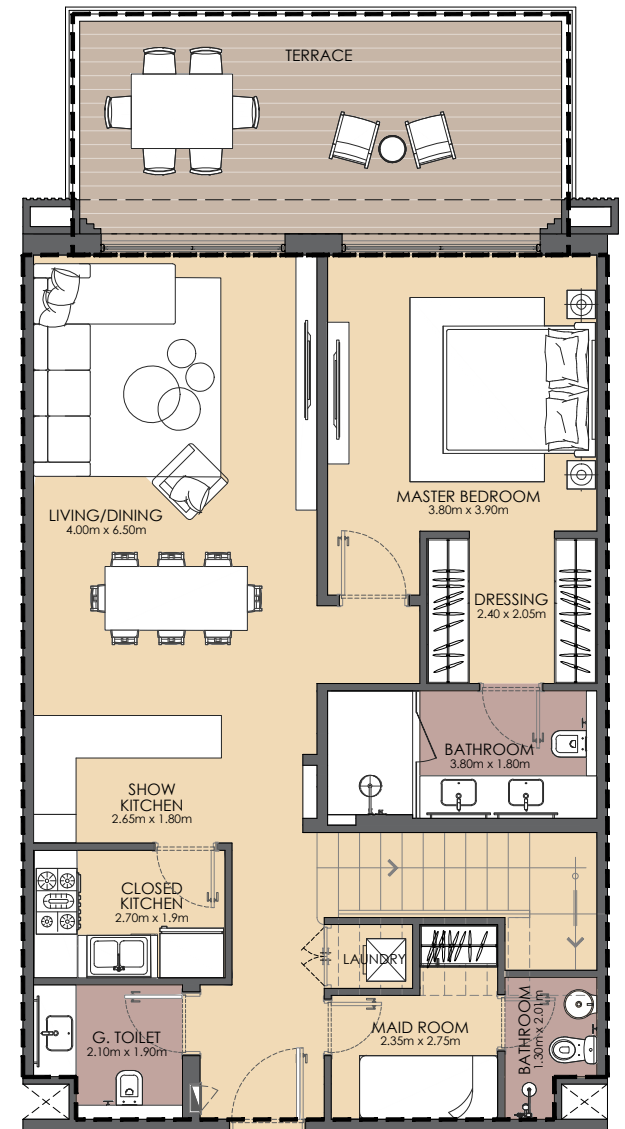 TERRACE
MASTER BEDROOM
3.80m x 3.90m
LIVING/DINING
4.00m x 6.50m
DRESSING
2.40 x 2.05m
BATHROOM
3.80m x 1.80m
SHOW
KITCHEN
2.65m x 1.80m
CLOSED
KITCHEN
2.70m x 1.9m
LAUNDRY
G. TOILET
2.10m x 1.90m
MAID ROOM
2.35m x 2.75m
BATHROOM
1.30m x 2.01m